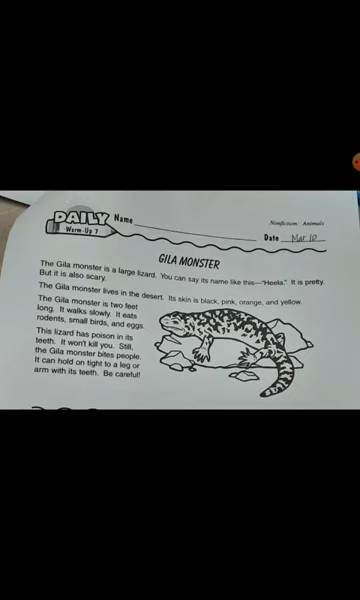 DAILY
Warm-Up 7
Name
Nonfiction: Animals
Date Mar 10
GILA MONSTER
The Gila monster is a large lizard. You can say its name like this—"Heela." It is pretty.
But it is also scary.
The Gila monster lives in the desert. Its skin is black, pink, orange, and yellow.
The Gila monster is two feet
long. It walks slowly. It eats
rodents, small birds, and eggs.
This lizard has poison in its
teeth. It won't kill you. Still,
the Gila monster bites people.
It can hold on tight to a leg or
arm with its teeth. Be careful!